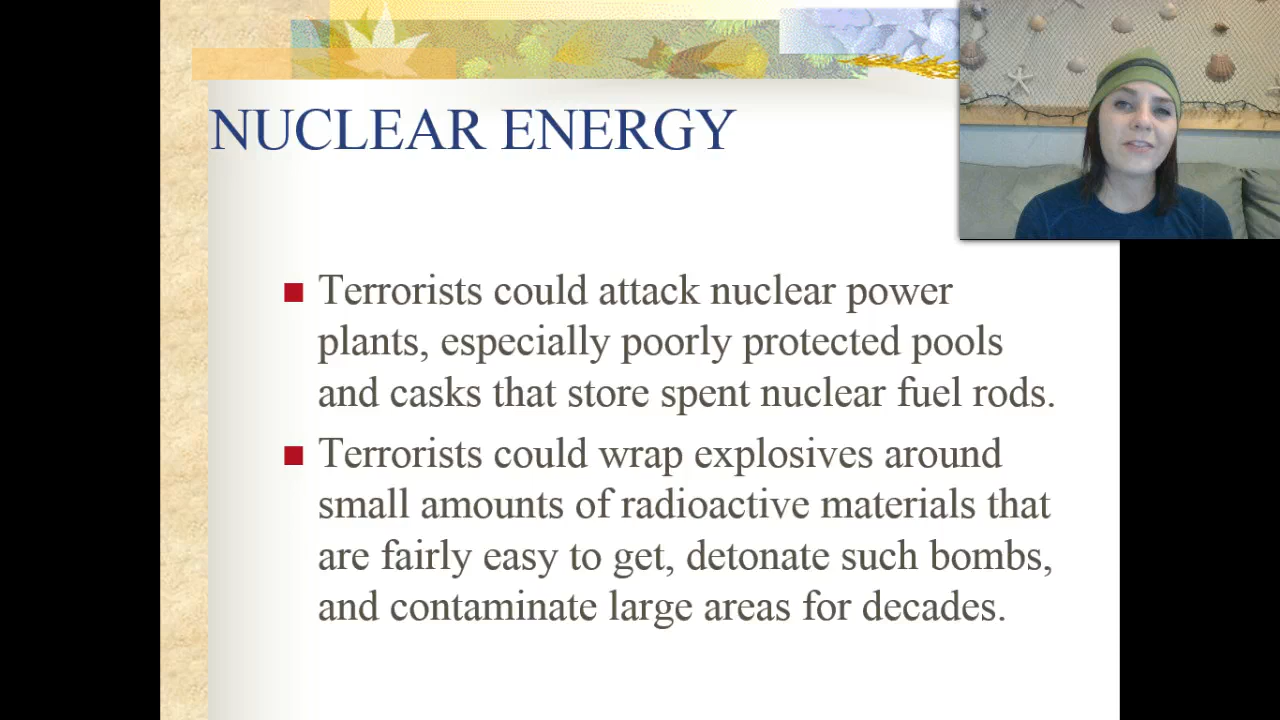 NUCLEAR ENERGY
Terrorists could attack nuclear power
plants, especially poorly protected pools
and casks that store spent nuclear fuel rods.
Terrorists could wrap explosives around
small amounts of radioactive materials that
are fairly easy to get, detonate such bombs,
and contaminate large areas for decades.